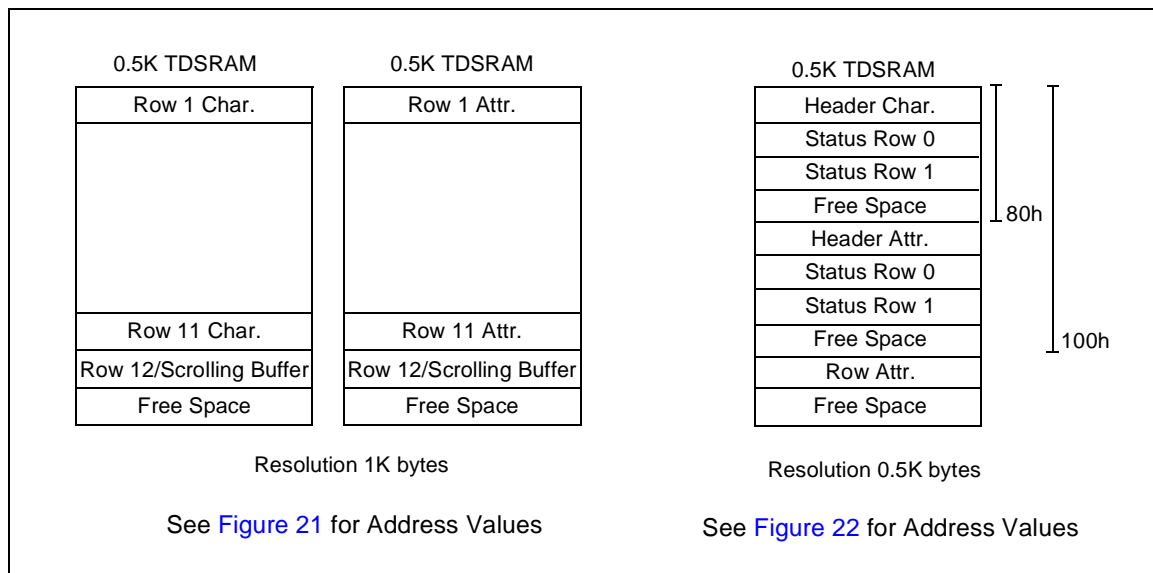 0.5K TDSRAM
Row 1 Char.
Row 11 Char.
Row 12/Scrolling Buffer
Free Space
0.5K TDSRAM
Row 1 Attr.
Row 11 Attr.
Row 12/Scrolling Buffer
Free Space
Resolution 1K bytes
See Figure 21 for Address Values
0.5K TDSRAM
Header Char.
Status Row 0
Status Row 1
Free Space
Header Attr.
Status Row 0
Status Row 1
Free Space
Row Attr.
Free Space
80h
100h
Resolution 0.5K bytes
See Figure 22 for Address Values